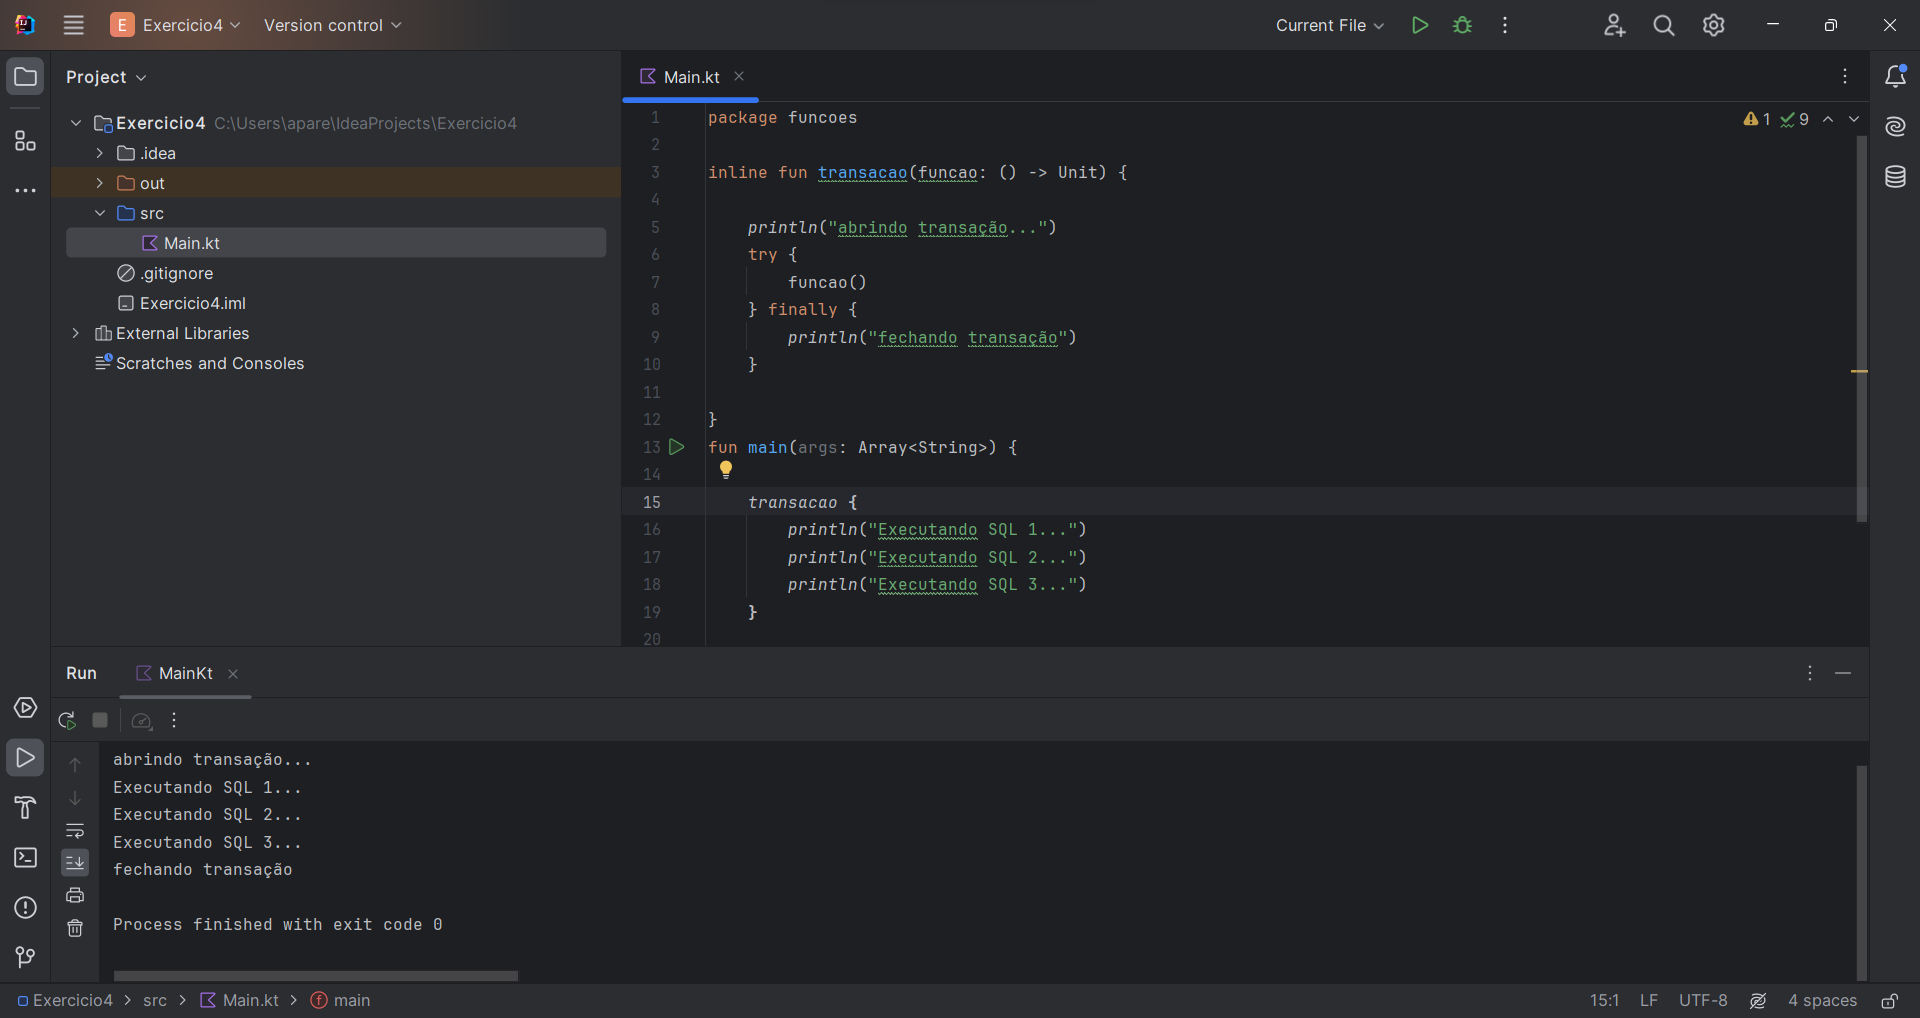 E Exercicio4 Version control Current File
Project
Main.kt
Exercicio4 C:\Users\apare\IdeaProjects\Exercicio4
.idea
out
src
Main.kt
.gitignore
Exercicio4.iml
External Libraries
Scratches and Consoles
1 9
1 package funcoes
2
3 inline fun transacao(funcao: () -> Unit) {
4
5 println("abrindo transação...")
6 try {
7 funcao()
8 } finally {
9 println("fechando transação")
10 }
11
12 }
13 fun main(args: Array<String>) {
14
15 transacao {
16 println("Executando SQL 1...")
17 println("Executando SQL 2...")
18 println("Executando SQL 3...")
19 }
20
Run MainKt
abrindo transação...
Executando SQL 1...
Executando SQL 2...
Executando SQL 3...
fechando transação
Process finished with exit code 0
Exercicio4 > src > Main.kt > f main 15:1 LF UTF-8 4 spaces